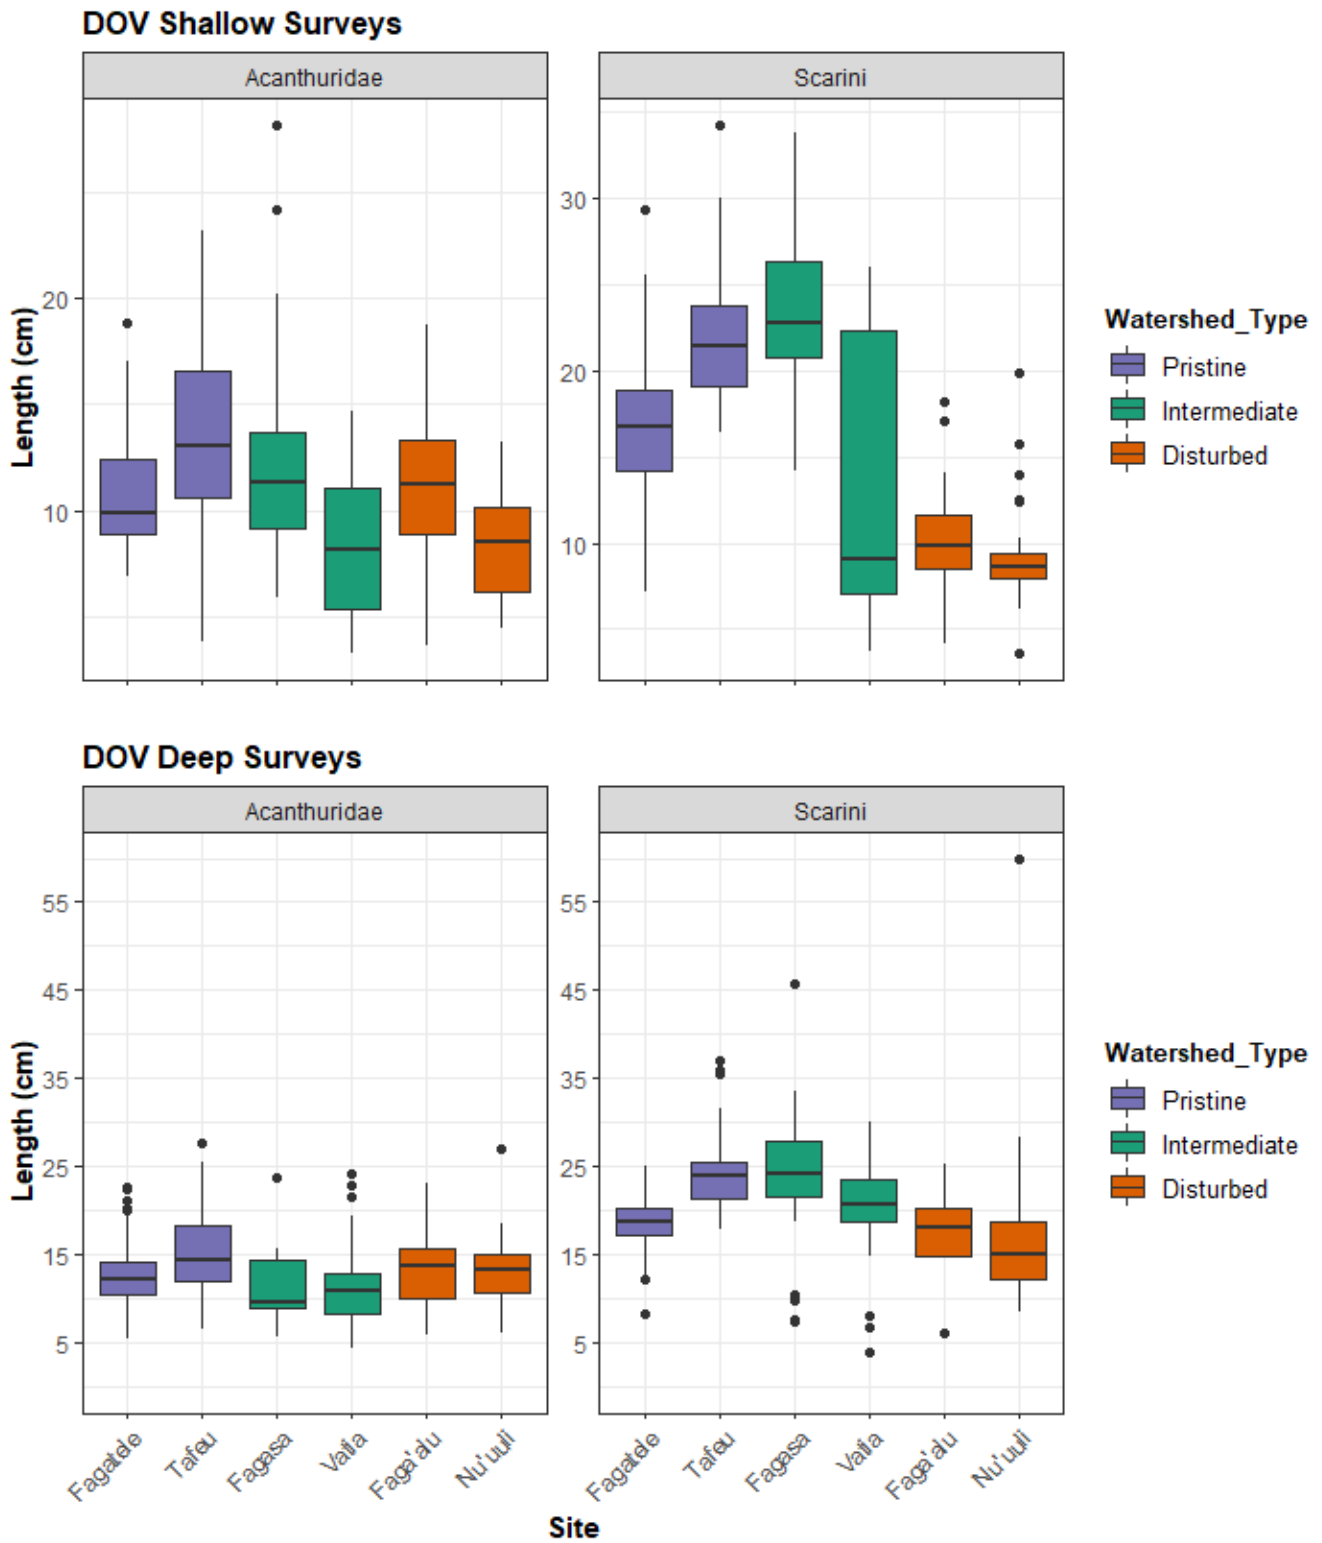 DOV Shallow Surveys
Acanthuridae
Scarini
Length (cm)
20
10
30
20
10
Watershed_Type
Pristine
Intermediate
Disturbed
DOV Deep Surveys
Acanthuridae
Scarini
Length (cm)
55
45
35
25
15
5
55
45
35
25
15
5
Fagatele
Tafeu
Fagasa
Vatia
Faga'alu
Nu'uuli
Fagatele
Tafeu
Fagasa
Vatia
Faga'alu
Nu'uuli
Site
Watershed_Type
Pristine
Intermediate
Disturbed